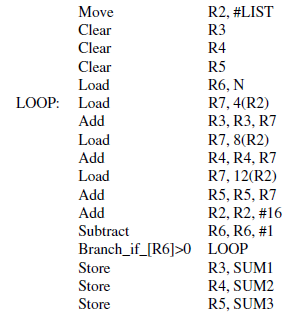 Move R2, #LIST
Clear R3
Clear R4
Clear R5
Load R6, N
LOOP: Load R7, 4(R2)
Add R3, R3, R7
Load R7, 8(R2)
Add R4, R4, R7
Load R7, 12(R2)
Add R5, R5, R7
Add R2, R2, #16
Subtract R6, R6, #1
Branch_if_[R6]>0 LOOP
Store R3, SUM1
Store R4, SUM2
Store R5, SUM3